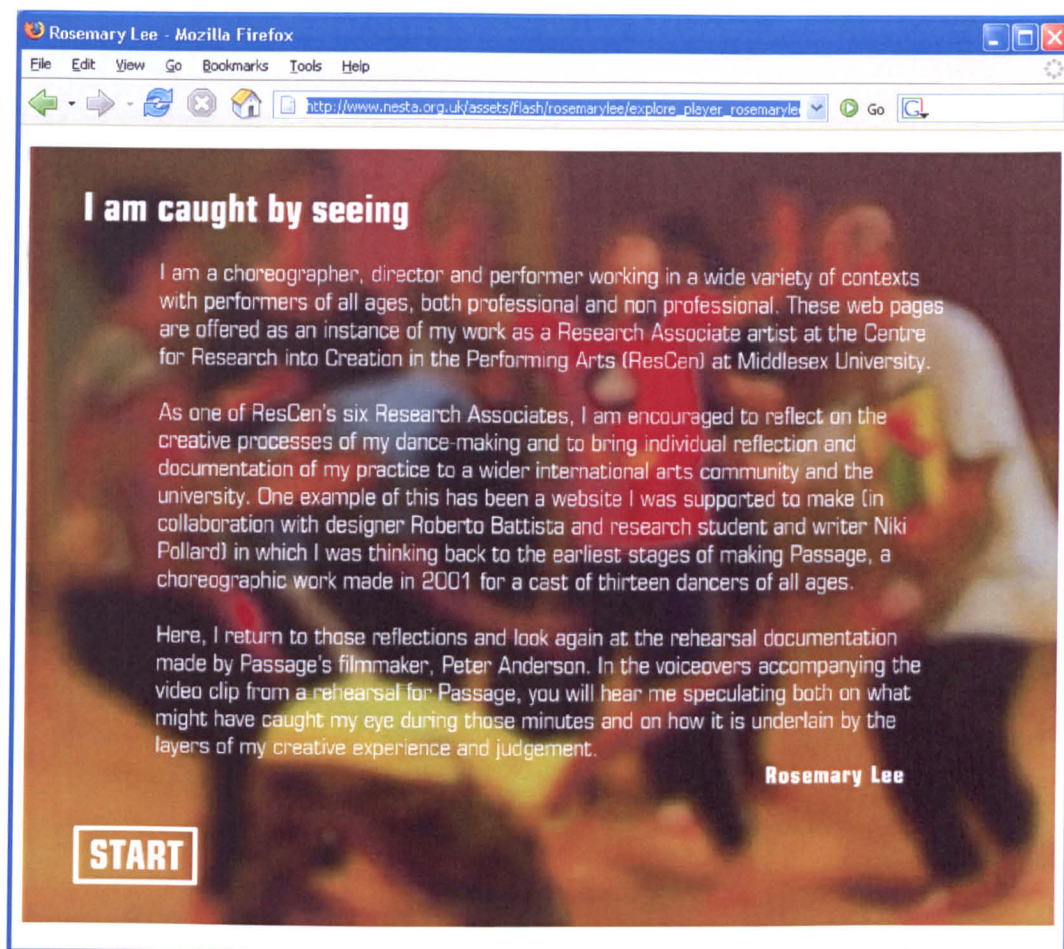 Rosemary Lee - Mozilla Firefox
File Edit View Go Bookmarks Tools Help
http://www.nesta.org.uk/assets/flash/rosemarylee/explore_player_rosemarylee
Go
G
I am caught by seeing
I am a choreographer, director and performer working in a wide variety of contexts
with performers of all ages, both professional and non professional. These web pages
are offered as an instance of my work as a Research Associate artist at the Centre
for Research into Creation in the Performing Arts (ResCen) at Middlesex University.
As one of ResCen's six Research Associates, I am encouraged to reflect on the
creative processes of my dance-making and to bring individual reflection and
documentation of my practice to a wider international arts community and the
university. One example of this has been a website I was supported to make (in
collaboration with designer Roberto Battista and research student and writer Niki
Pollard) in which I was thinking back to the earliest stages of making Passage, a
choreographic work made in 2001 for a cast of thirteen dancers of all ages.
Here, I return to those reflections and look again at the rehearsal documentation
made by Passage's filmmaker, Peter Anderson. In the voiceovers accompanying the
video clip from a rehearsal for Passage, you will hear me speculating both on what
might have caught my eye during those minutes and on how it is underlain by the
layers of my creative experience and judgement.
Rosemary Lee
START